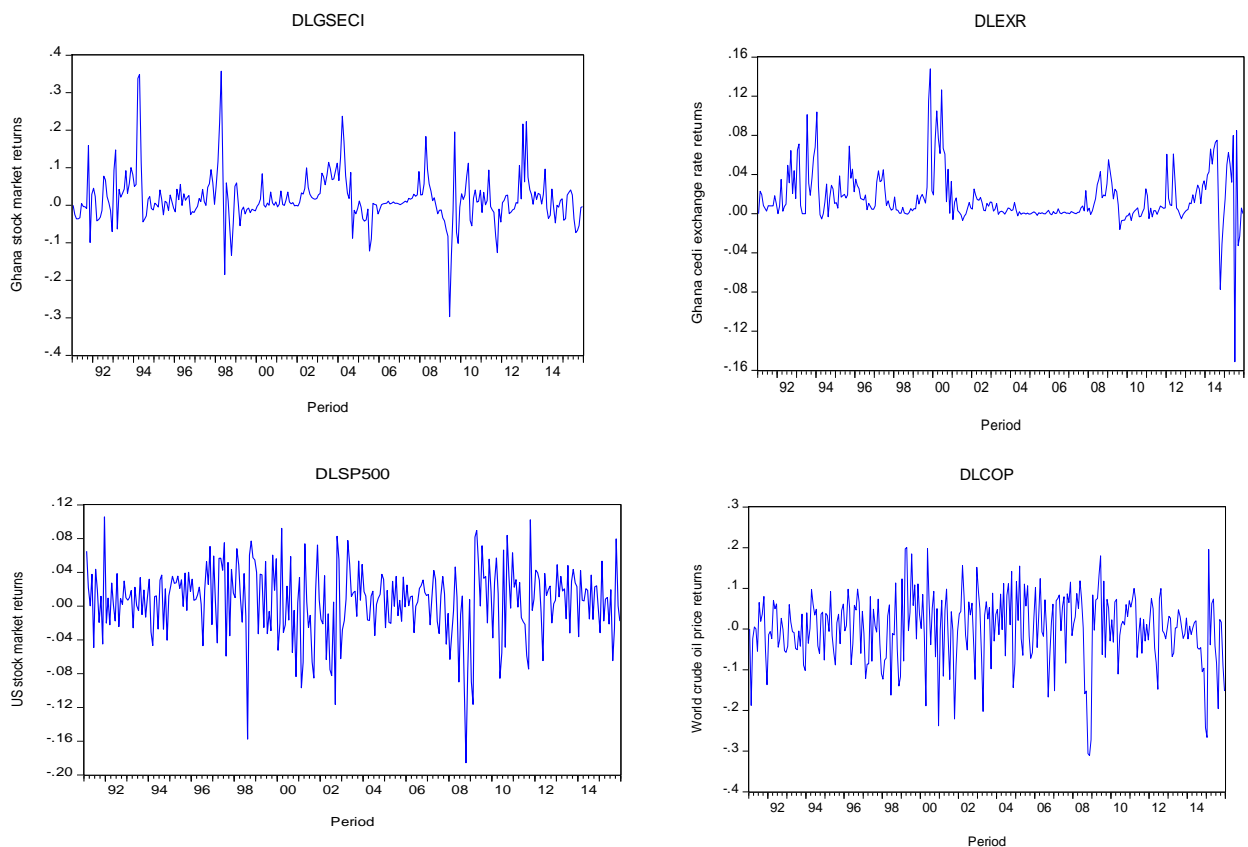 DLGSECI
Ghana stock market returns
.4
.3
.2
.1
.0
-.1
-.2
-.3
-.4
92 94 96 98 00 02 04 06 08 10 12 14
Period
DLEXR
Ghana cedi exchange rate returns
.16
.12
.08
.04
.00
-.04
-.08
-.12
-.16
92 94 96 98 00 02 04 06 08 10 12 14
Period
DLSP500
US stock market returns
.12
.08
.04
.00
-.04
-.08
-.12
-.16
-.20
92 94 96 98 00 02 04 06 08 10 12 14
Period
DLCOP
World crude oil price returns
.3
.2
.1
.0
-.1
-.2
-.3
-.4
92 94 96 98 00 02 04 06 08 10 12 14
Period